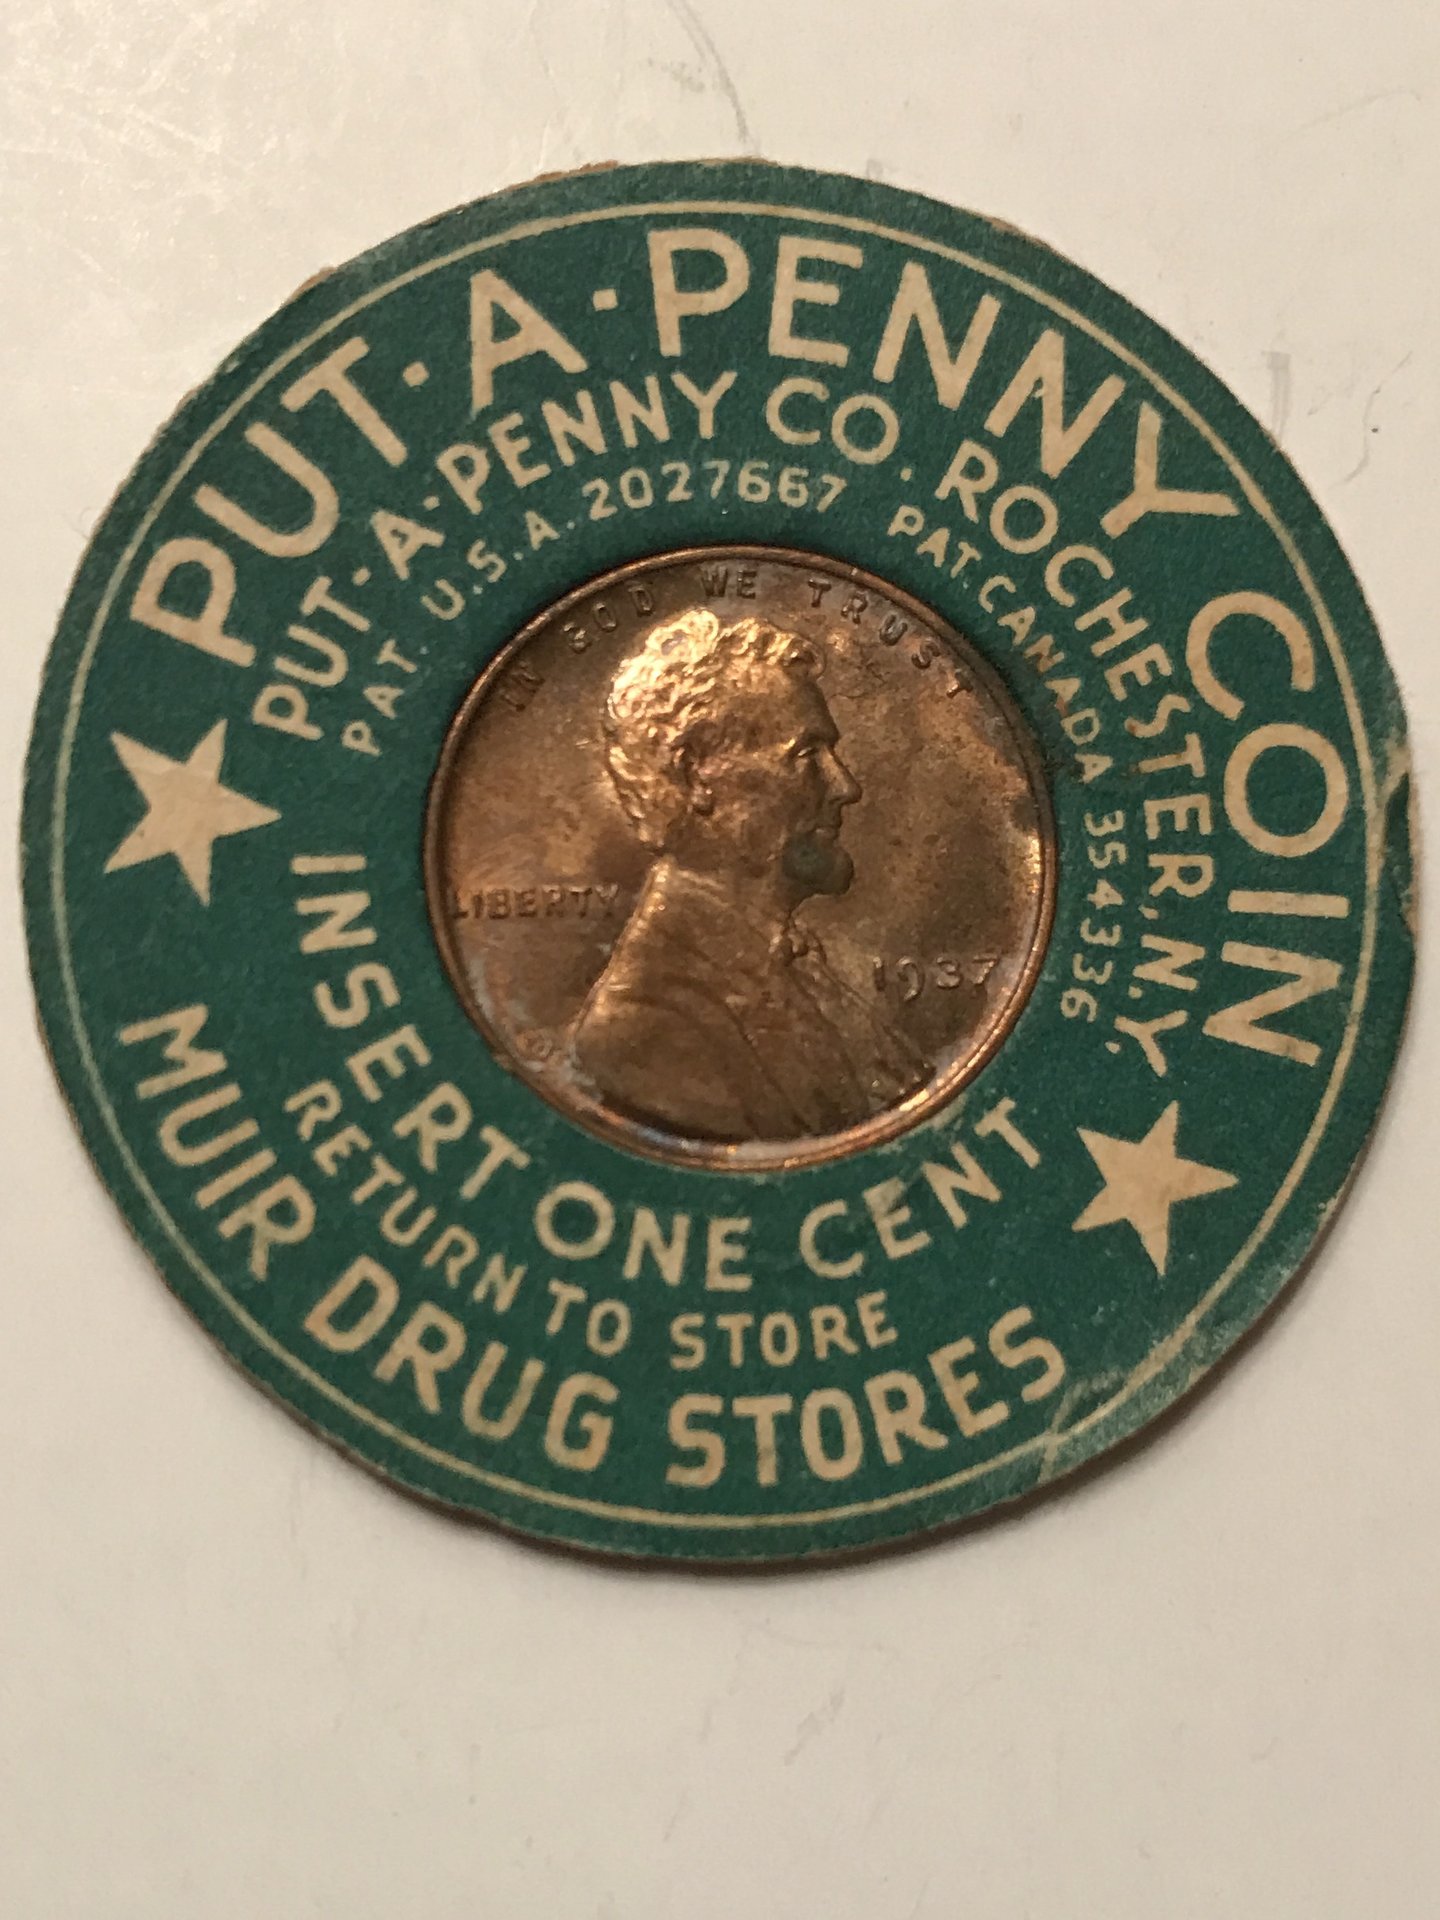 PUT-A-PENNY COIN
PUT-A-PENNY CO. ROCHESTER, N.Y.
PAT. U.S.A. 2027667 PAT. CANADA 354336
IN GOD WE TRUST
LIBERTY
1937
INSERT ONE CENT
RETURN TO STORE
MUIR DRUG STORES